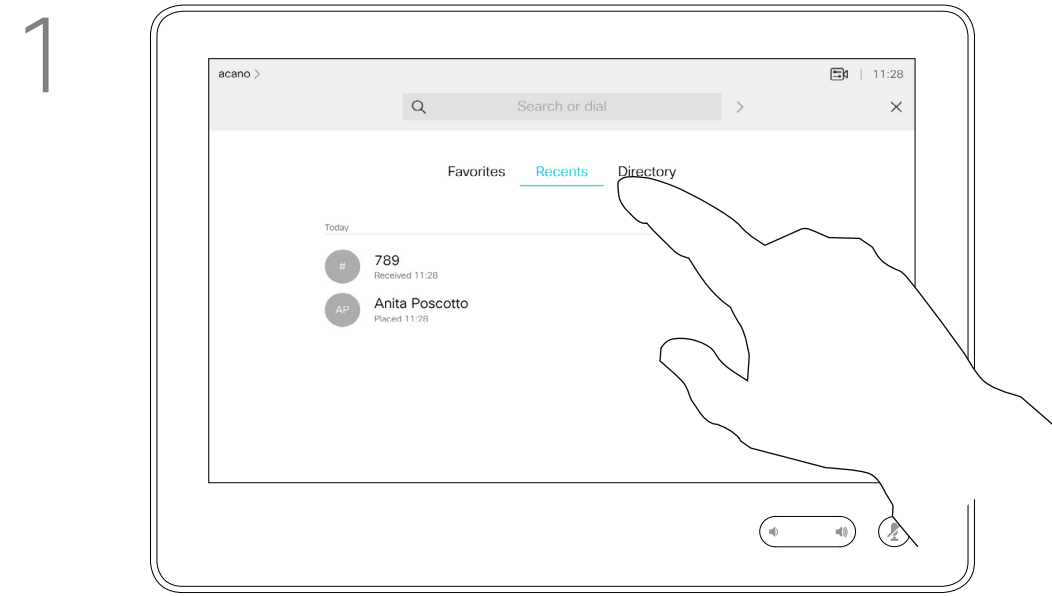 1
acano >
11:28
Search or dial
Favorites Recents Directory
Today
#
789
Received 11:28
AP
Anita Poscotto
Placed 11:28